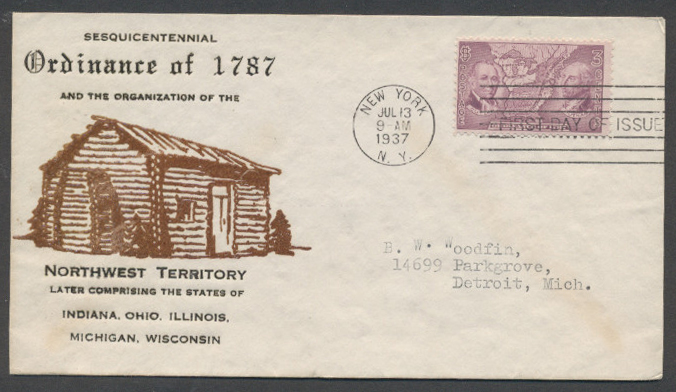 SESQUICENTENNIAL
Ordinance of 1787
AND THE ORGANIZATION OF THE
NORTHWEST TERRITORY
LATER COMPRISING THE STATES OF
INDIANA, OHIO, ILLINOIS,
MICHIGAN, WISCONSIN
NEW YORK
JUL 13
9-AM
1937
N. Y.
3
FIRST DAY OF ISSUE
B. W. Woodfin,
14699 Parkgrove,
Detroit, Mich.